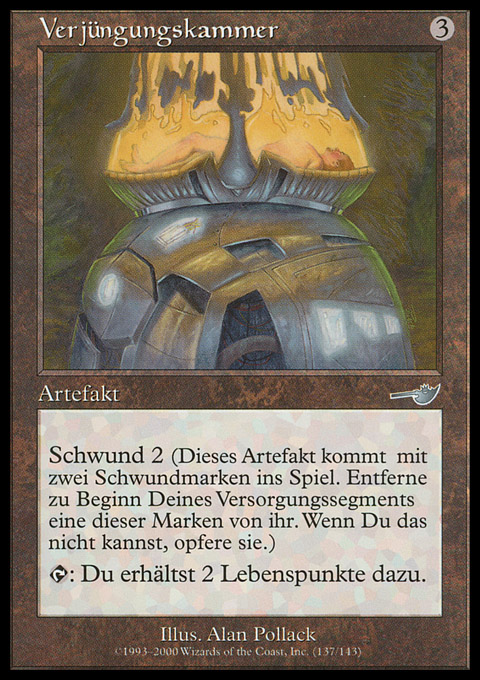 Verjüngungskammer
3
Artefakt
Schwund 2 (Dieses Artefakt kommt mit
zwei Schwundmarken ins Spiel. Entferne
zu Beginn Deines Versorgungssegments
eine dieser Marken von ihr. Wenn Du das
nicht kannst, opfere sie.)
: Du erhältst 2 Lebenspunkte dazu.
Illus. Alan Pollack
©1993–2000 Wizards of the Coast, Inc. (137/143)